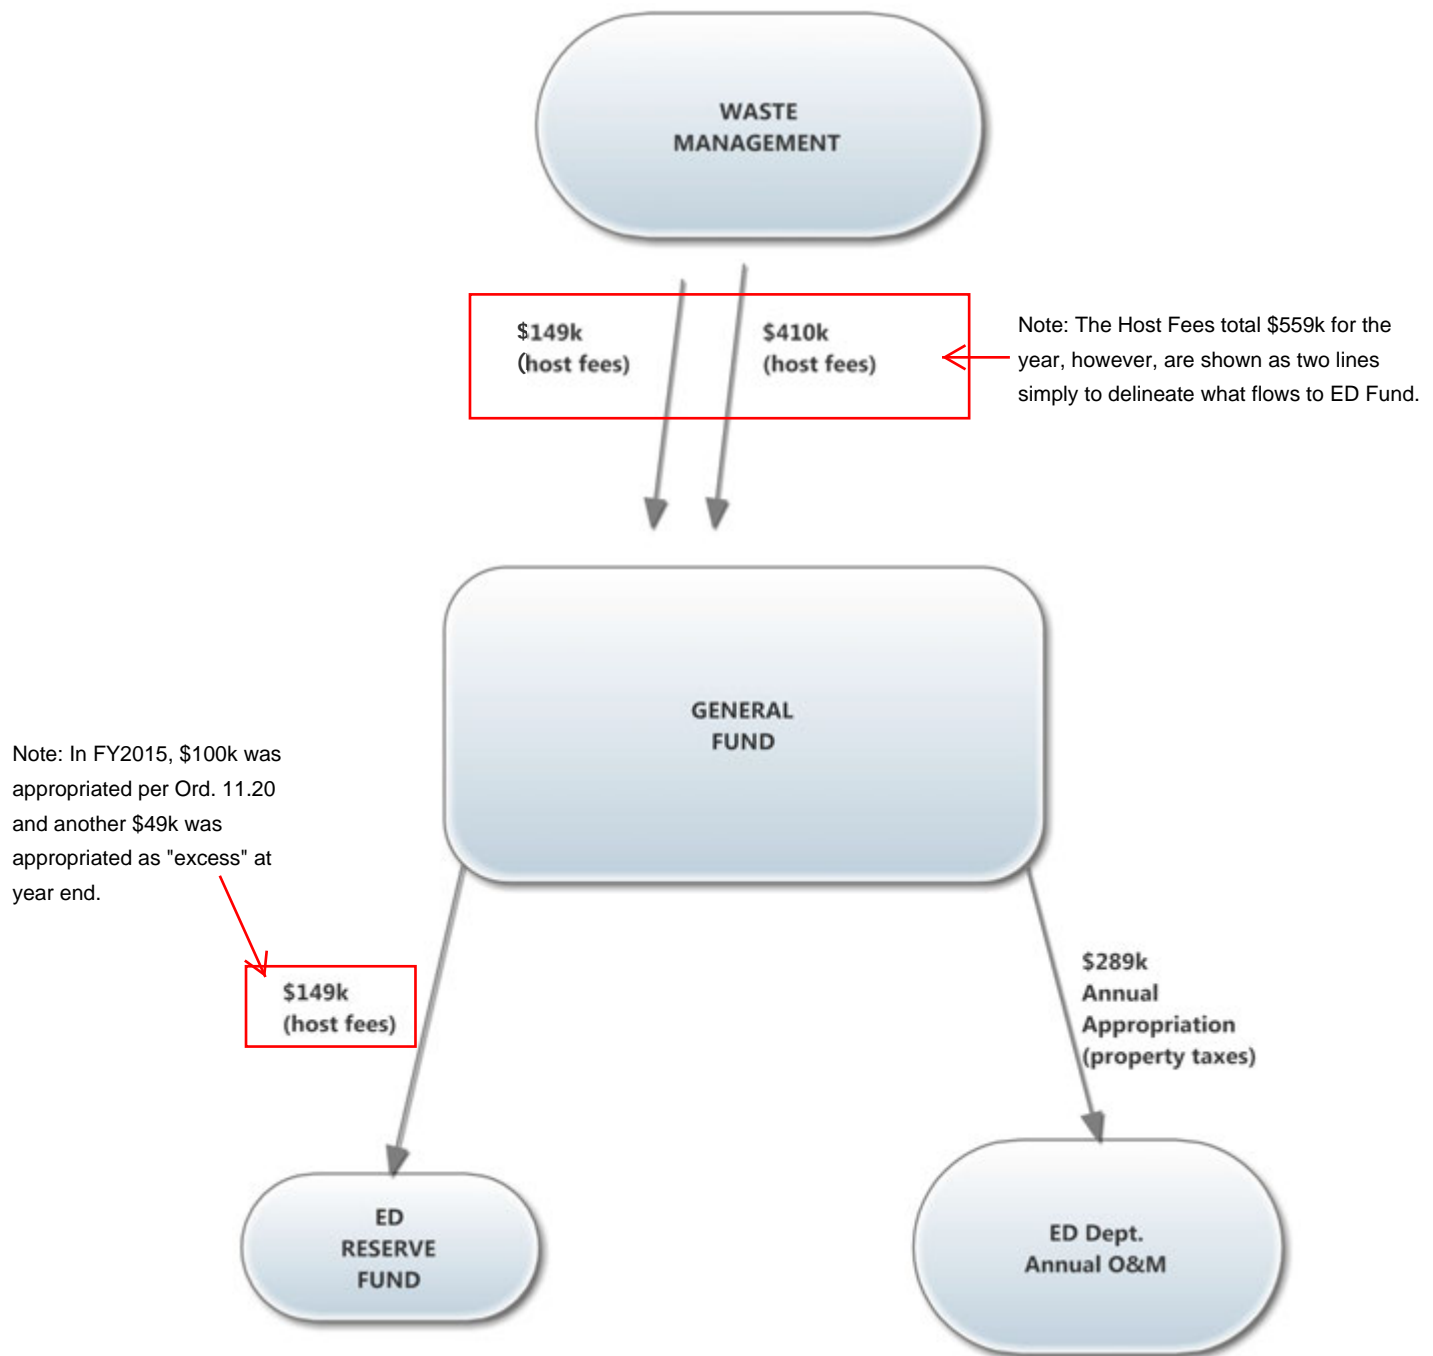 WASTE
MANAGEMENT
$149k
(host fees)
$410k
(host fees)
Note: The Host Fees total $559k for the
year, however, are shown as two lines
simply to delineate what flows to ED Fund.
GENERAL
FUND
Note: In FY2015, $100k was
appropriated per Ord. 11.20
and another $49k was
appropriated as "excess" at
year end.
$149k
(host fees)
$289k
Annual
Appropriation
(property taxes)
ED
RESERVE
FUND
ED Dept.
Annual O&M